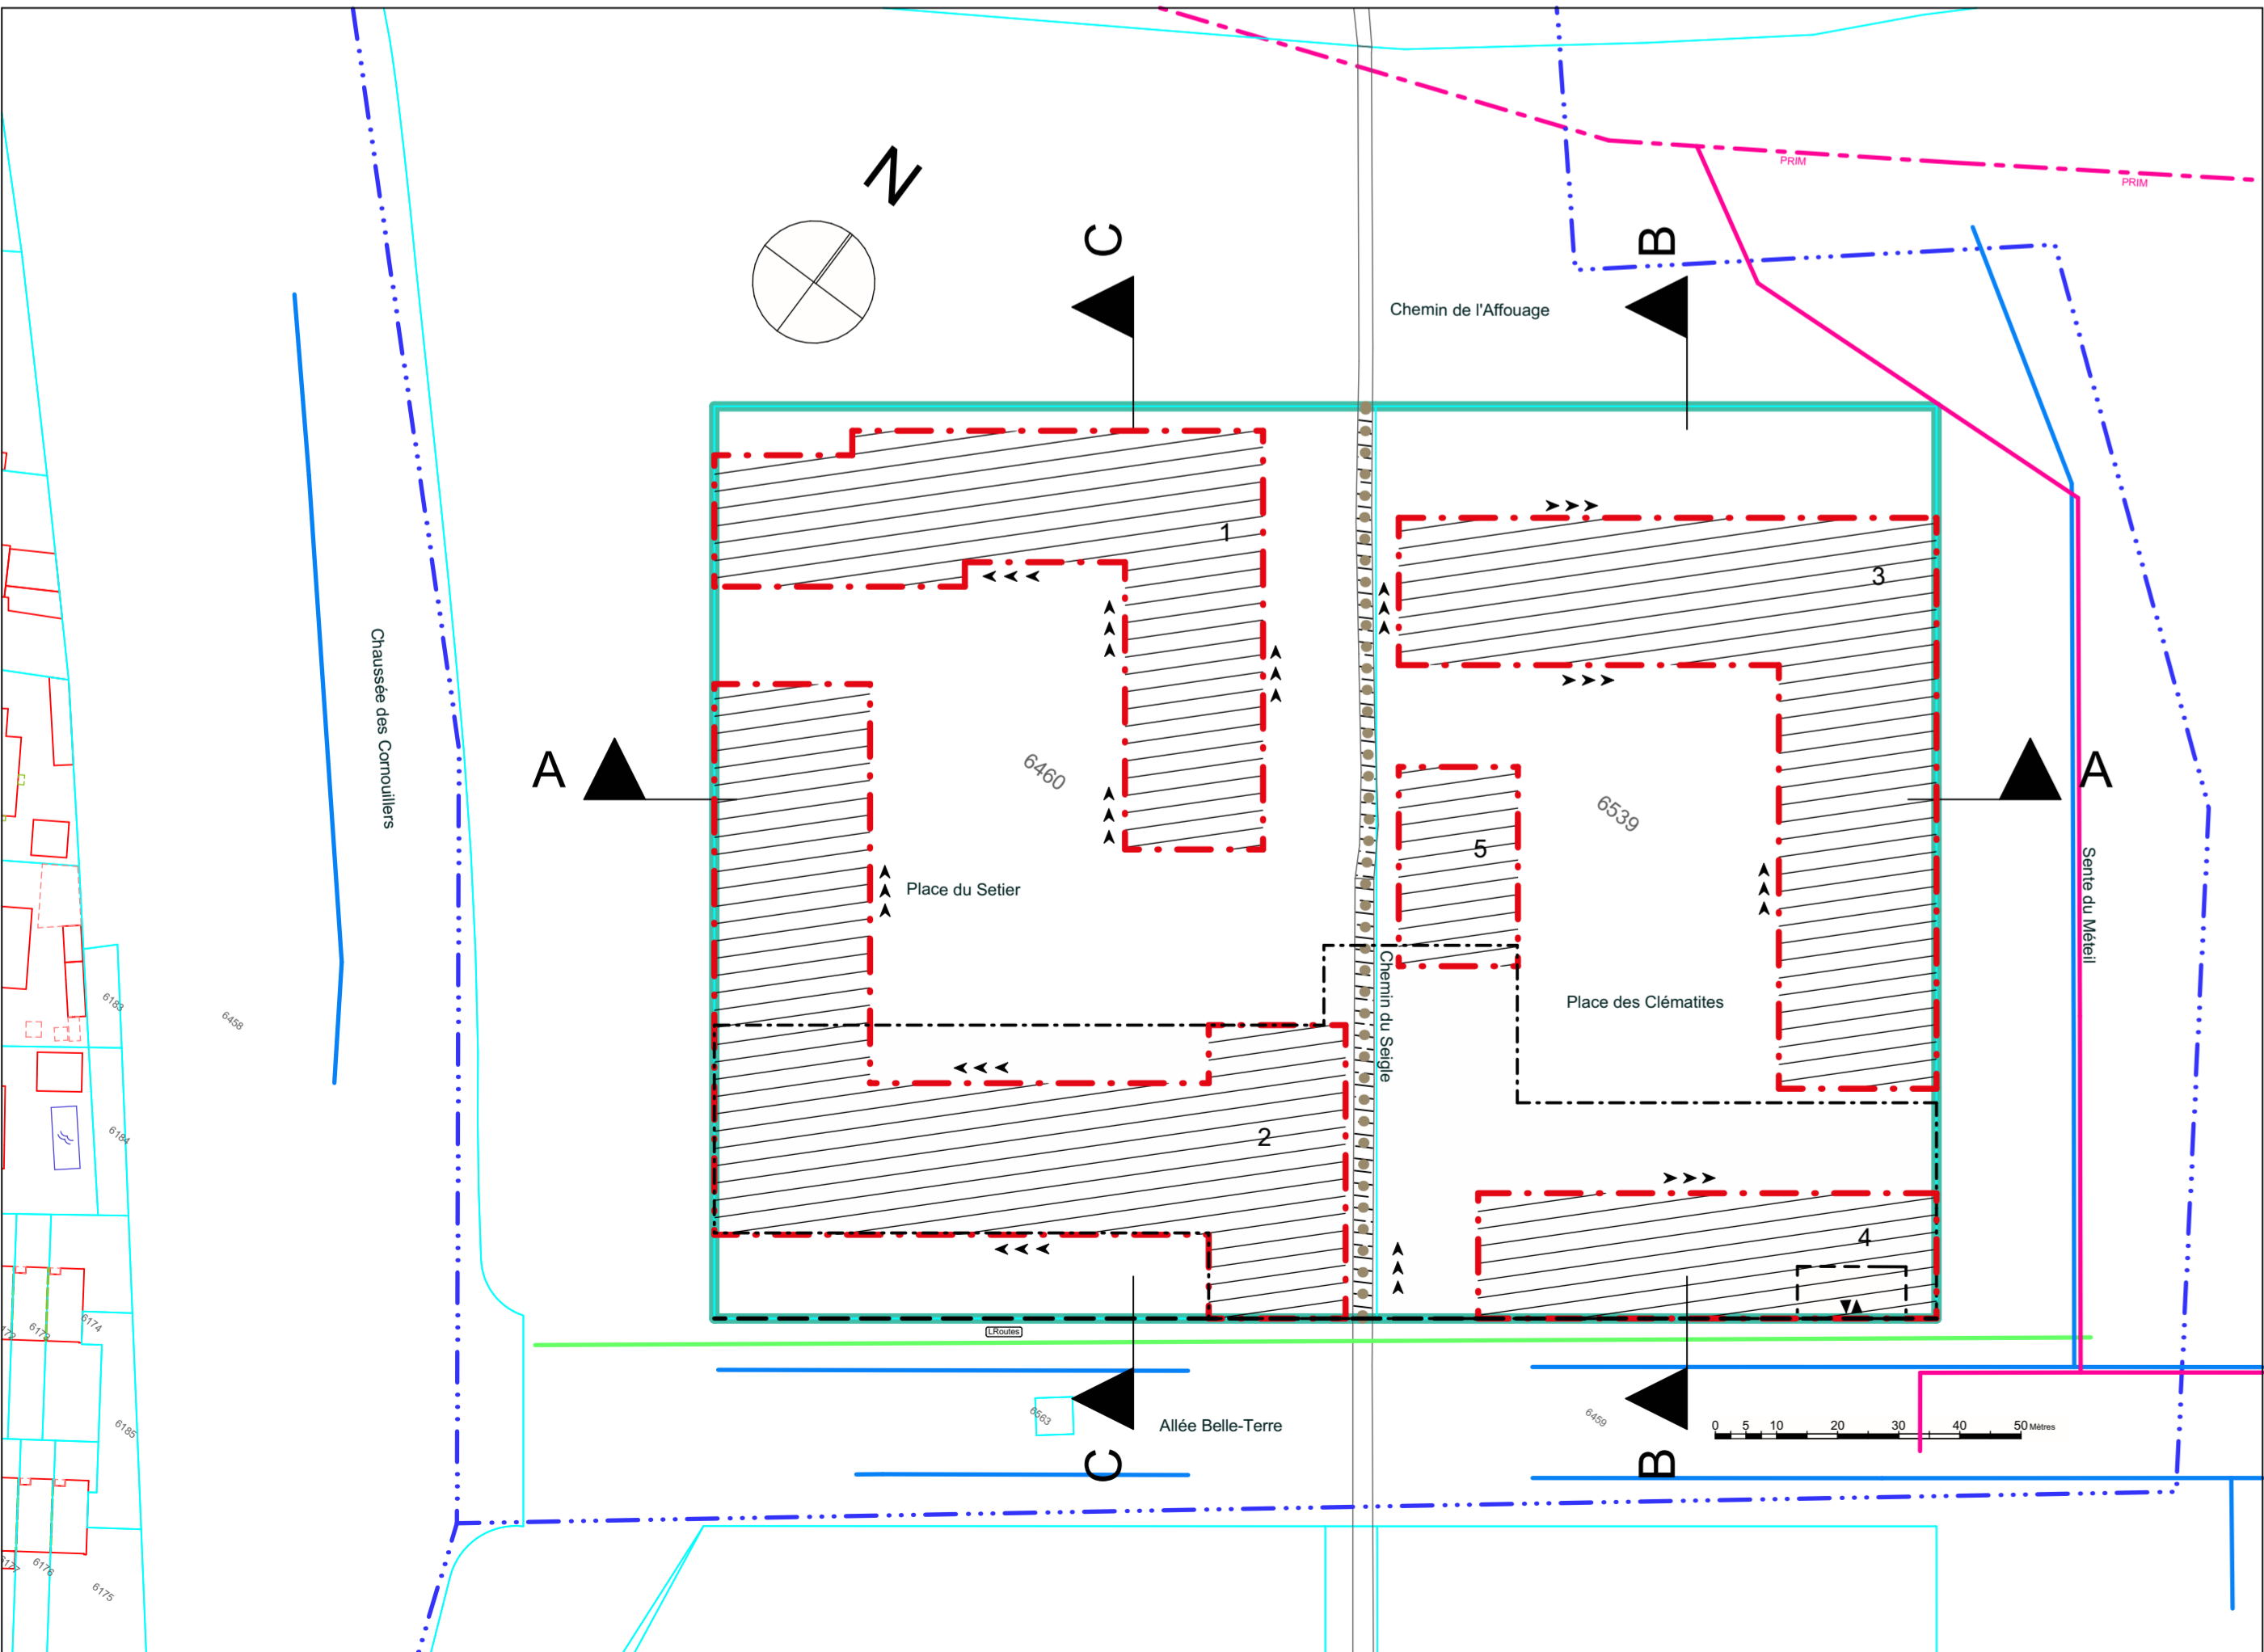 PRIM
PRIM
N
C
B
Chemin de l'Affouage
1
3
Chaussée des Cornouillers
6460
A
A
6539
5
Place du Setier
Sente du Méteil
Chemin du Seigle
Place des Clématites
6183
6458
6184
2
4
LRoutes
6174
6173
6185
6563
Allée Belle-Terre
6459
0 5 10 20 30 40 50 Mètres
C
B
6177
6176
6175